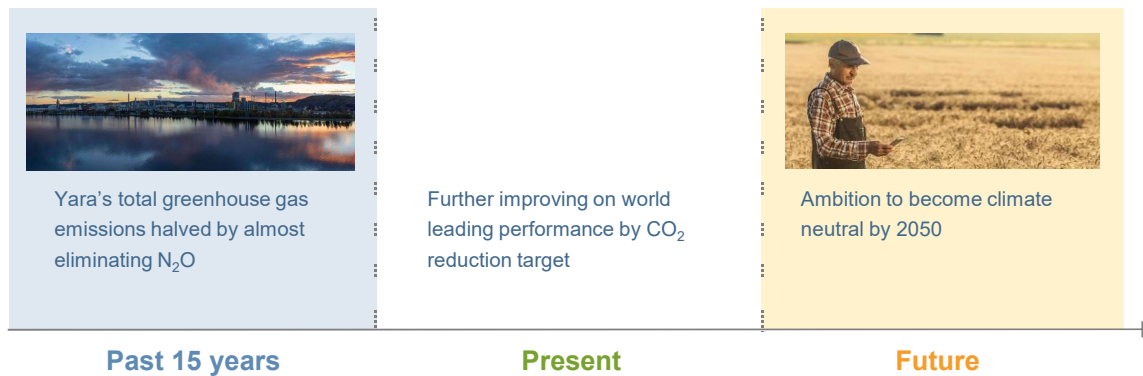 Yara’s total greenhouse gas
emissions halved by almost
eliminating N₂O
Further improving on world
leading performance by CO₂
reduction target
Ambition to become climate
neutral by 2050
Past 15 years
Present
Future